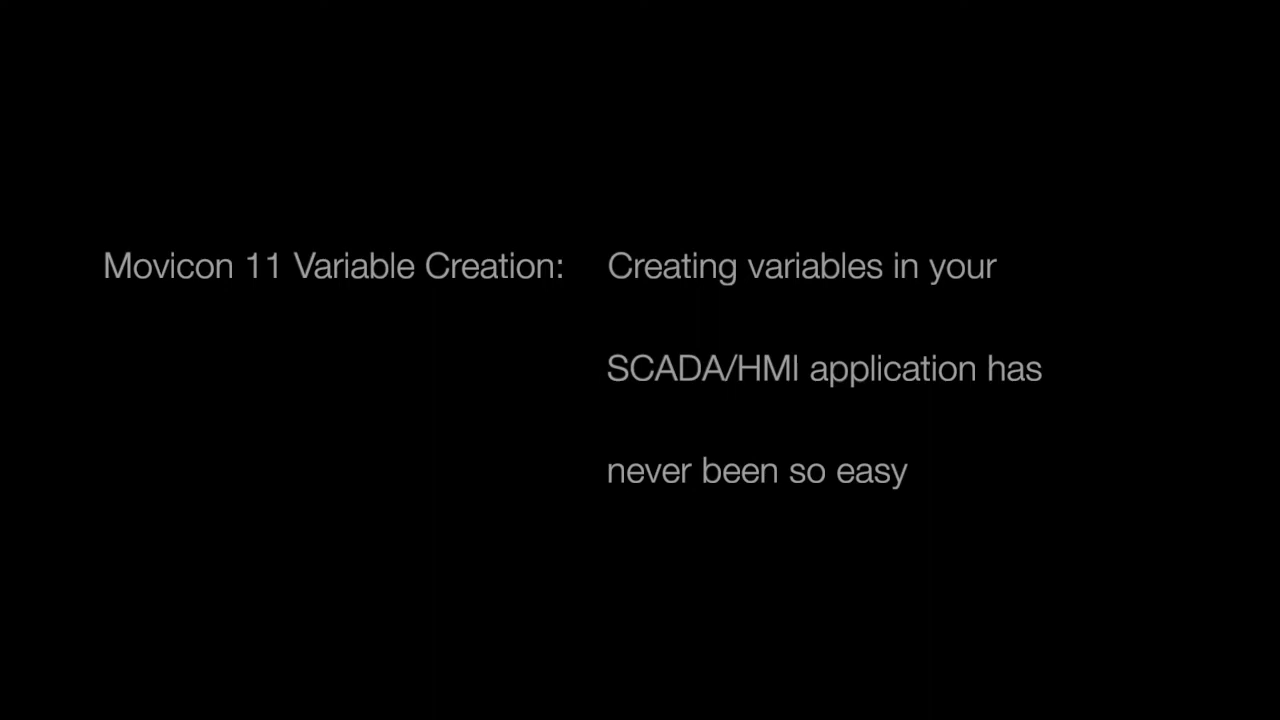 Movicon 11 Variable Creation: Creating variables in your
SCADA/HMI application has
never been so easy